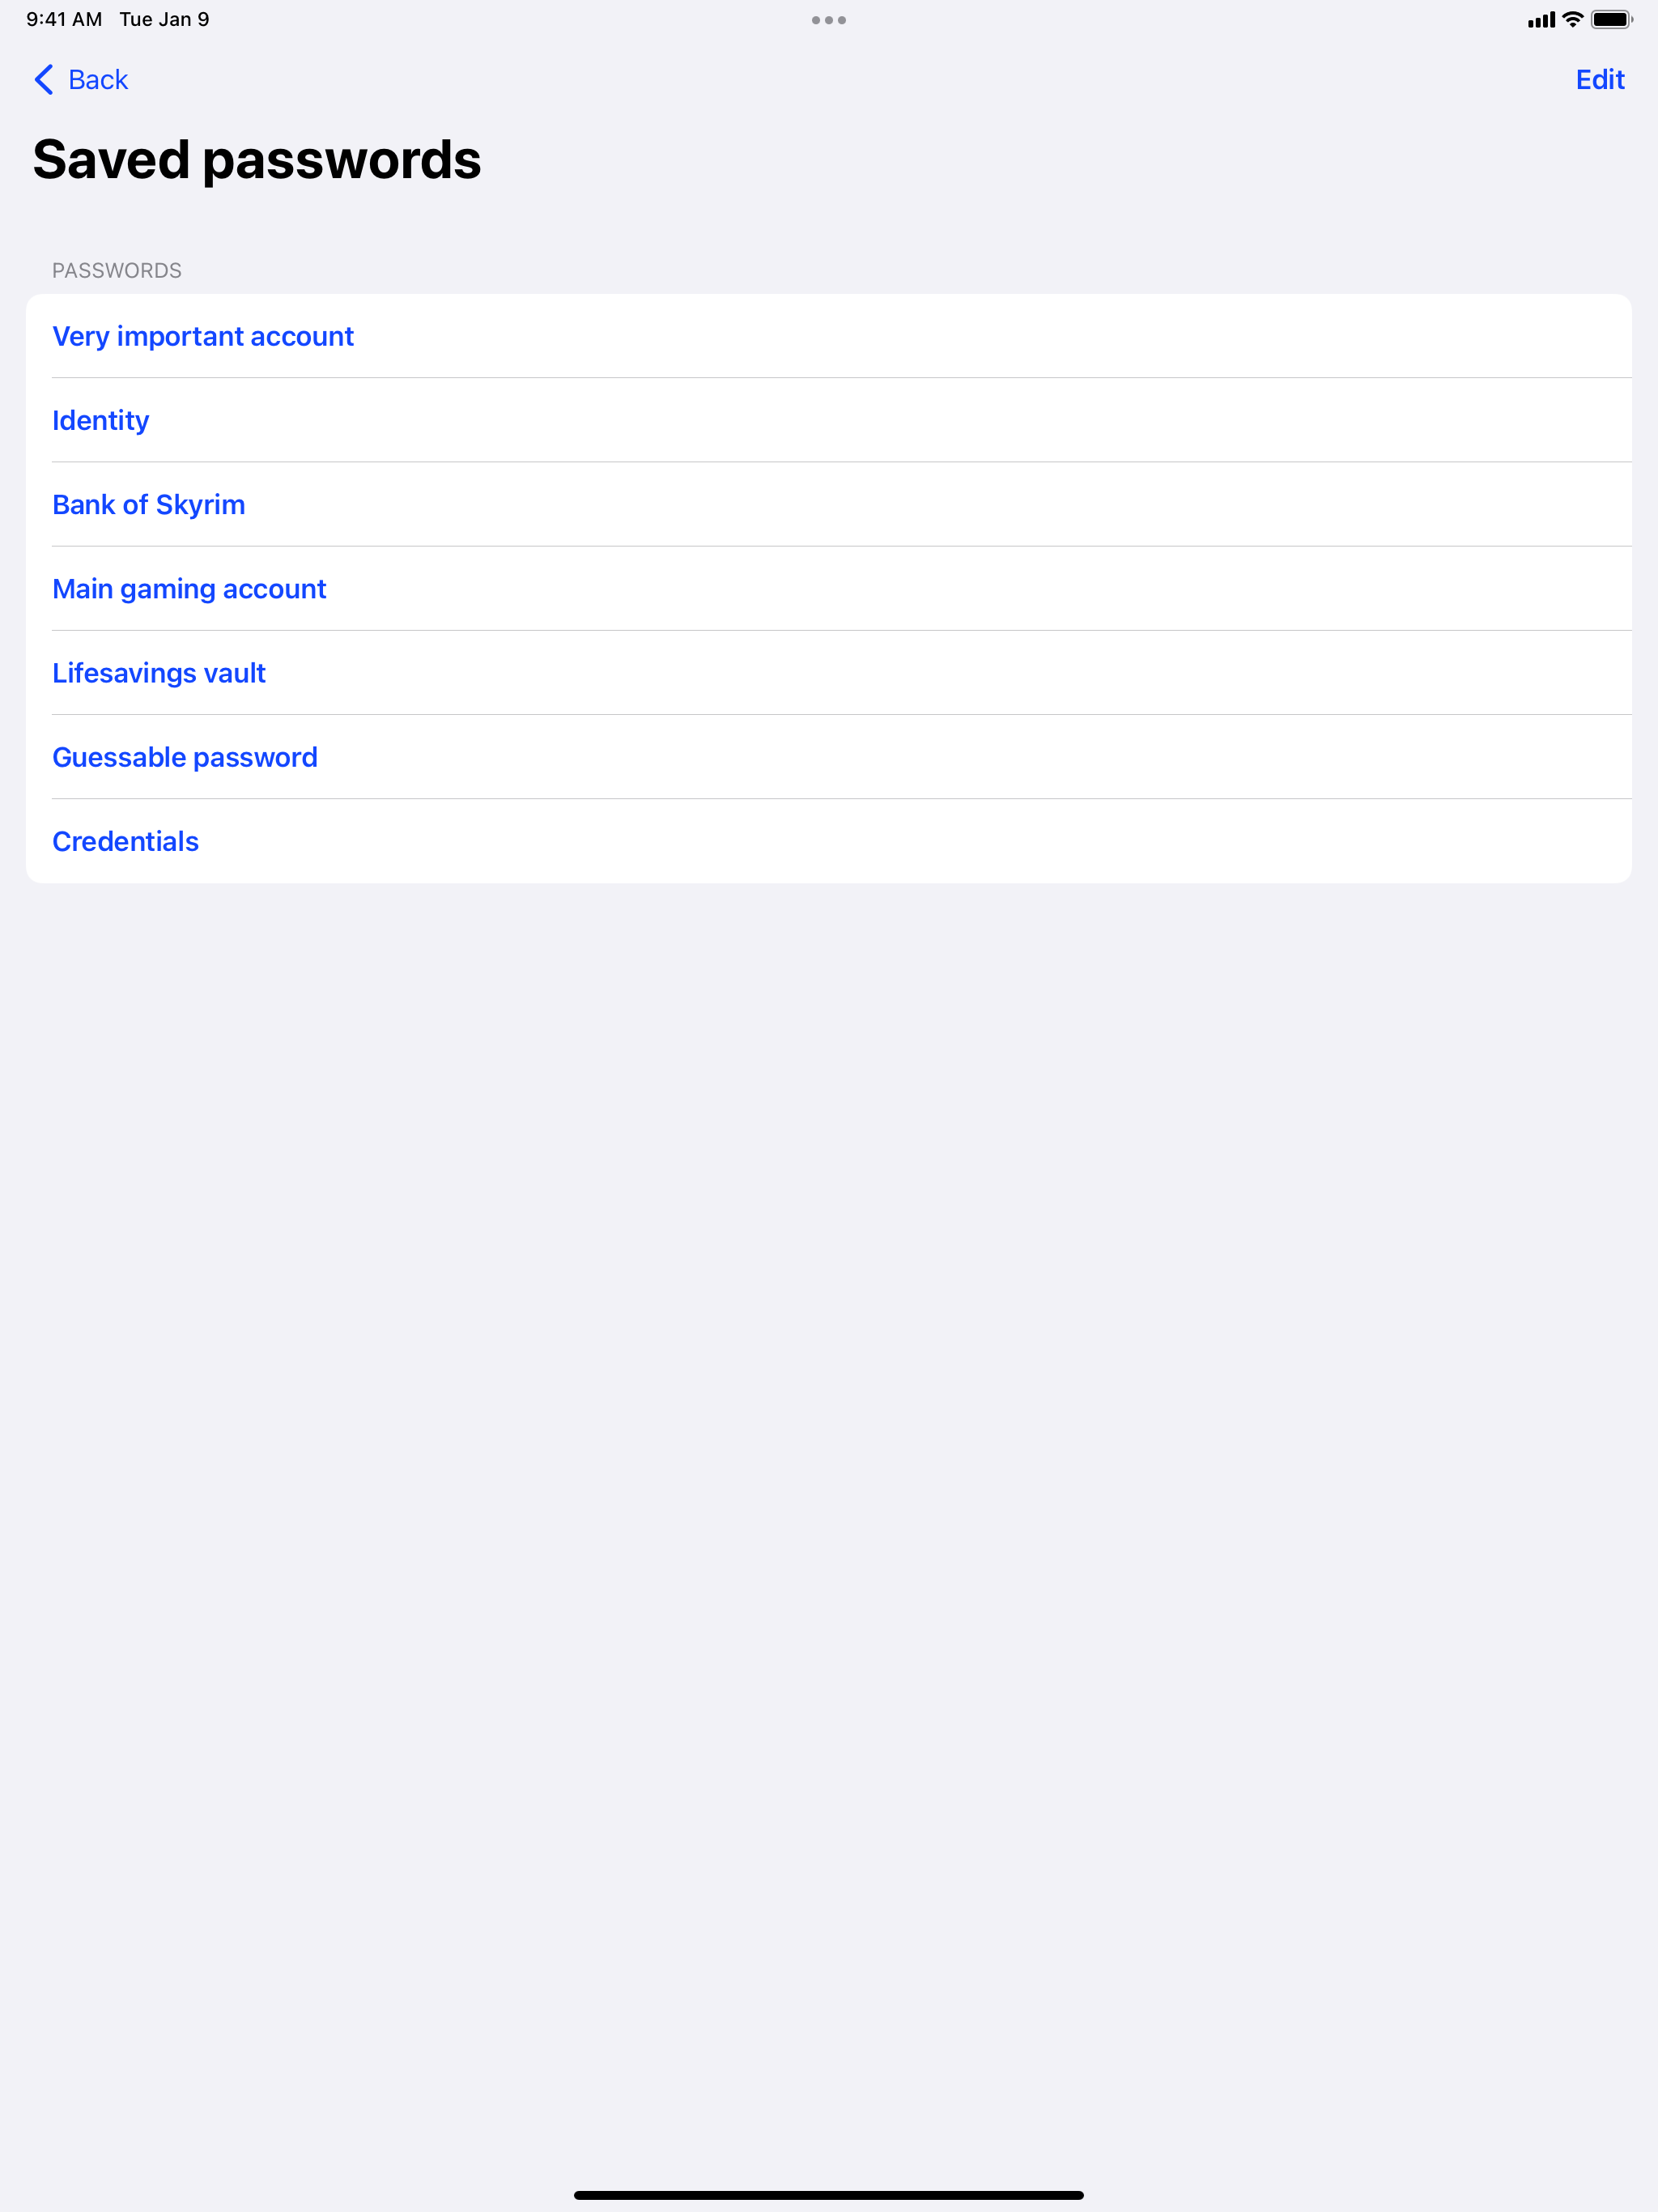 9:41 AM Tue Jan 9
Back
Edit
Saved passwords
PASSWORDS
Very important account
Identity
Bank of Skyrim
Main gaming account
Lifesavings vault
Guessable password
Credentials